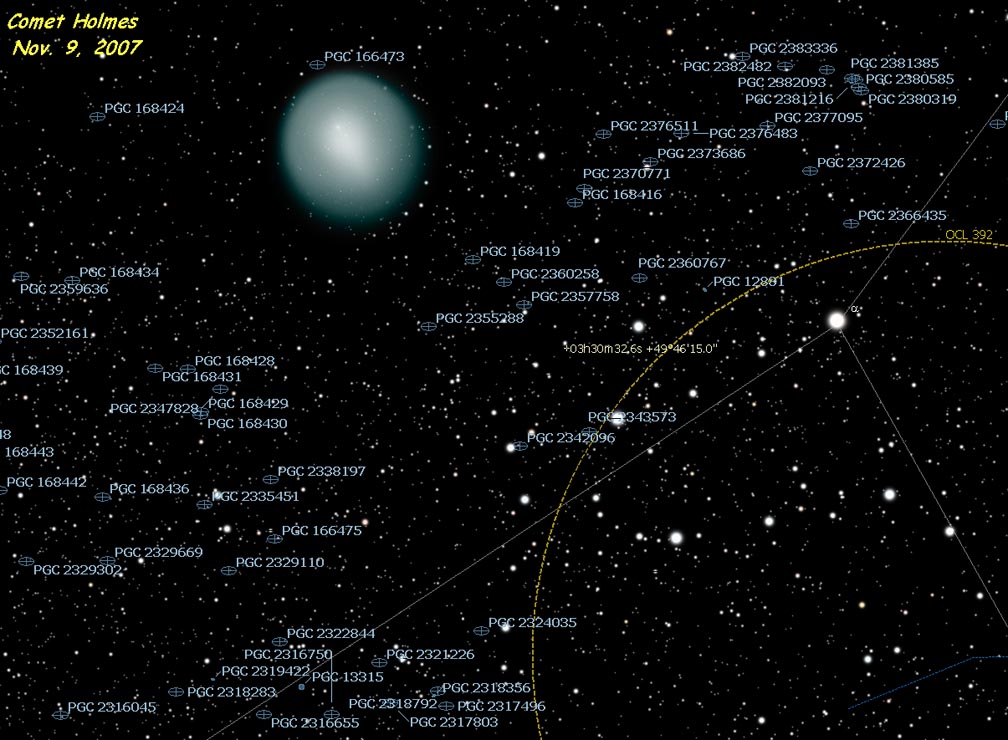 Comet Holmes
Nov. 9, 2007
PGC 166473
PGC 2383336
PGC 2382482
PGC 2381385
PGC 2382093
PGC 2380585
PGC 2381216
PGC 2380319
PGC 168424
PGC 2377095
PGC 2376511
PGC 2376483
PGC 2373686
PGC 2372426
PGC 2370771
PGC 168416
PGC 2366435
OCL 392
PGC 168419
PGC 2360258
PGC 2360767
PGC 168434
PGC 2359636
PGC 12801
PGC 2357758
α
PGC 2355288
PGC 2352161
+03h30m32.6s +49°46'15.0"
PGC 168428
GC 168439
PGC 168431
PGC 168429
PGC 2347828
PGC 168430
PGC 2343573
PGC 2342096
48
168443
PGC 2338197
PGC 168442
PGC 168436
PGC 2335451
PGC 166475
PGC 2329669
PGC 2329302
PGC 2329110
PGC 2324035
PGC 2322844
PGC 2316750
PGC 2321226
PGC 2319422
PGC 13315
PGC 2318283
PGC 2318356
PGC 2318792
PGC 2317496
PGC 2316045
PGC 2316655
PGC 2317803